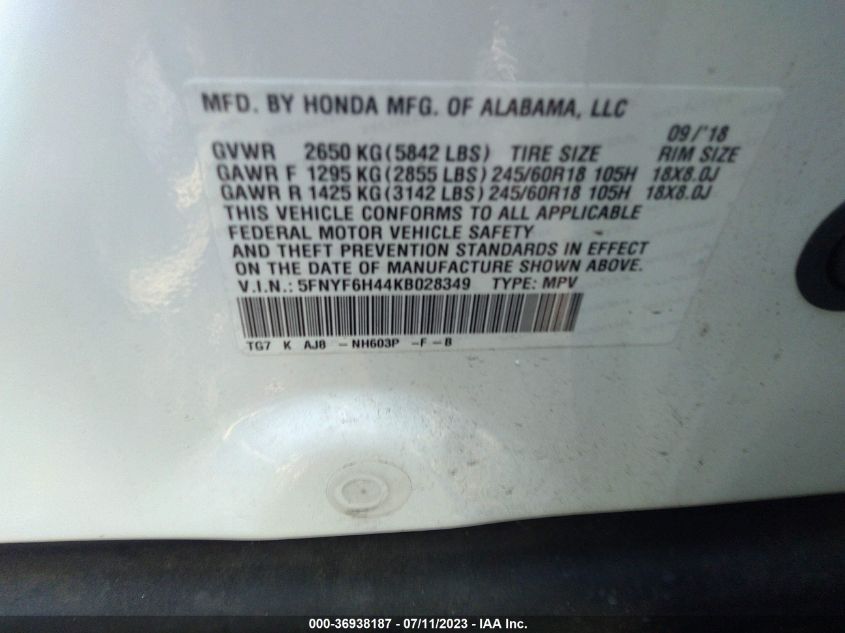 MFD. BY HONDA MFG. OF ALABAMA, LLC
09/'18
GVWR 2650 KG(5842 LBS) TIRE SIZE RIM SIZE
GAWR F 1295 KG(2855 LBS)245/60R18 105H 18X8.0J
GAWR R 1425 KG(3142 LBS)245/60R18 105H 18X8.0J
THIS VEHICLE CONFORMS TO ALL APPLICABLE
FEDERAL MOTOR VEHICLE SAFETY
AND THEFT PREVENTION STANDARDS IN EFFECT
ON THE DATE OF MANUFACTURE SHOWN ABOVE.
V.I.N.: 5FNYF6H44KB028349 TYPE: MPV
TG7 K AJ8 -NH603P -F-B
000-36938187 - 07/11/2023 - IAA Inc.